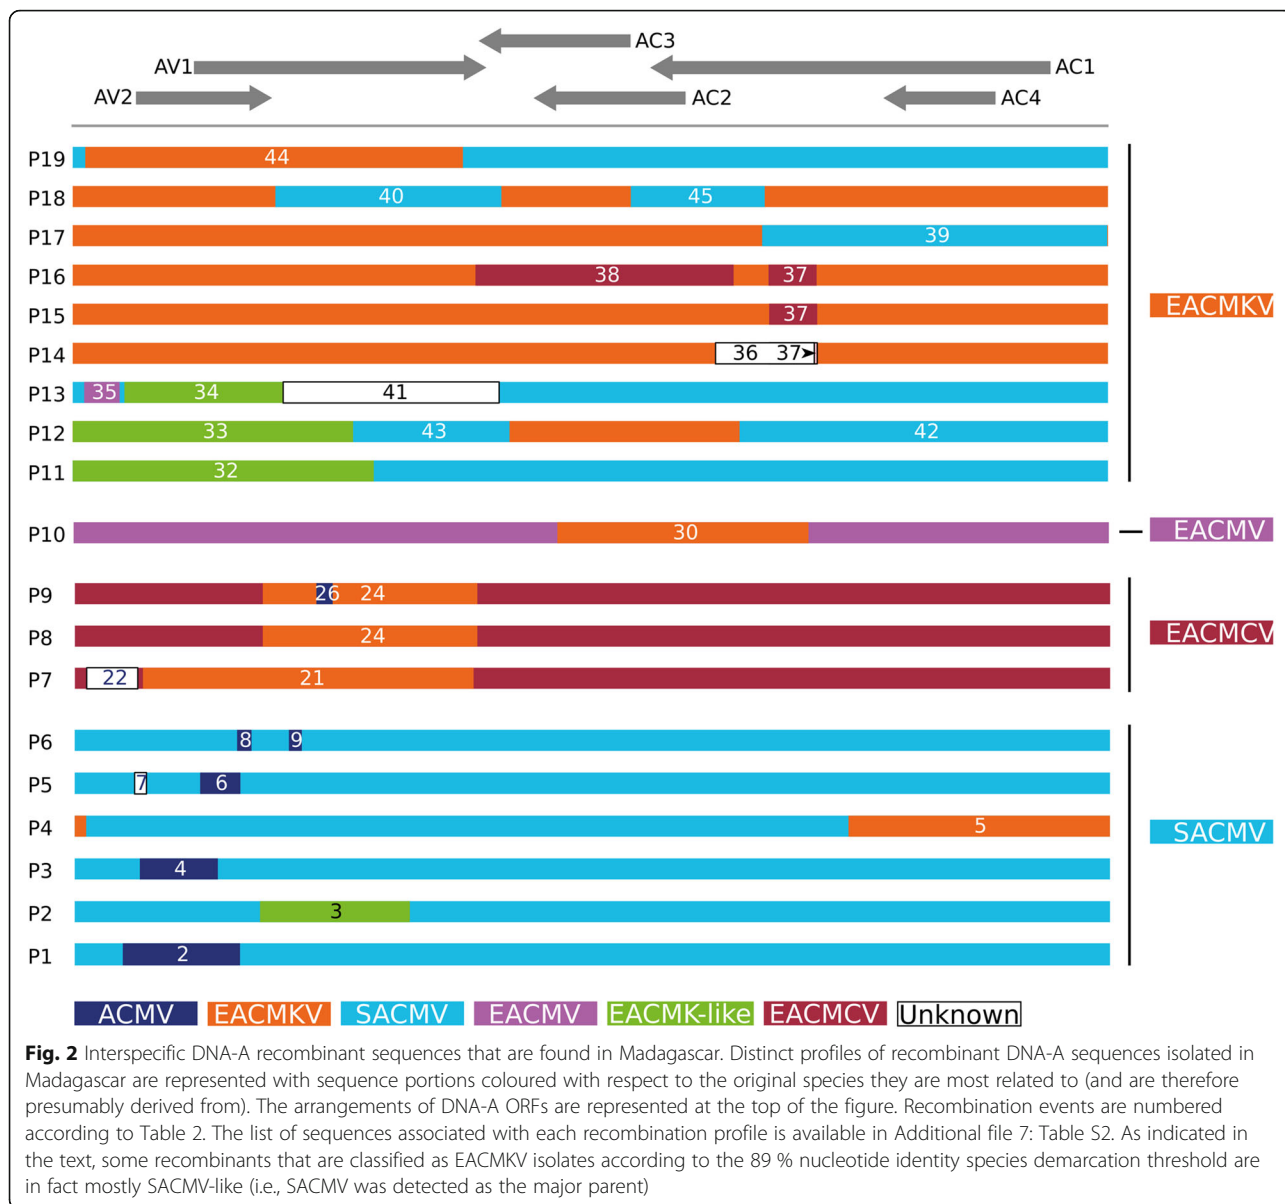 AC3
AV1 AC1
AV2 AC2 AC4
P19 44
P18 40 45
P17 39
P16 38 37
EACMKV
P15 37
P14 36 37
P13 35 34 41
P12 33 43 42
P11 32
P10 30 EACMV
P9 26 24
P8 24 EACMCV
P7 22 21
P6 8 9
P5 7 6
P4 5 SACMV
P3 4
P2 3
P1 2
ACMV EACMKV SACMV EACMV EACMK-like EACMCV Unknown
Fig. 2 Interspecific DNA-A recombinant sequences that are found in Madagascar. Distinct profiles of recombinant DNA-A sequences isolated in
Madagascar are represented with sequence portions coloured with respect to the original species they are most related to (and are therefore
presumably derived from). The arrangements of DNA-A ORFs are represented at the top of the figure. Recombination events are numbered
according to Table 2. The list of sequences associated with each recombination profile is available in Additional file 7: Table S2. As indicated in
the text, some recombinants that are classified as EACMKV isolates according to the 89 % nucleotide identity species demarcation threshold are
in fact mostly SACMV-like (i.e., SACMV was detected as the major parent)